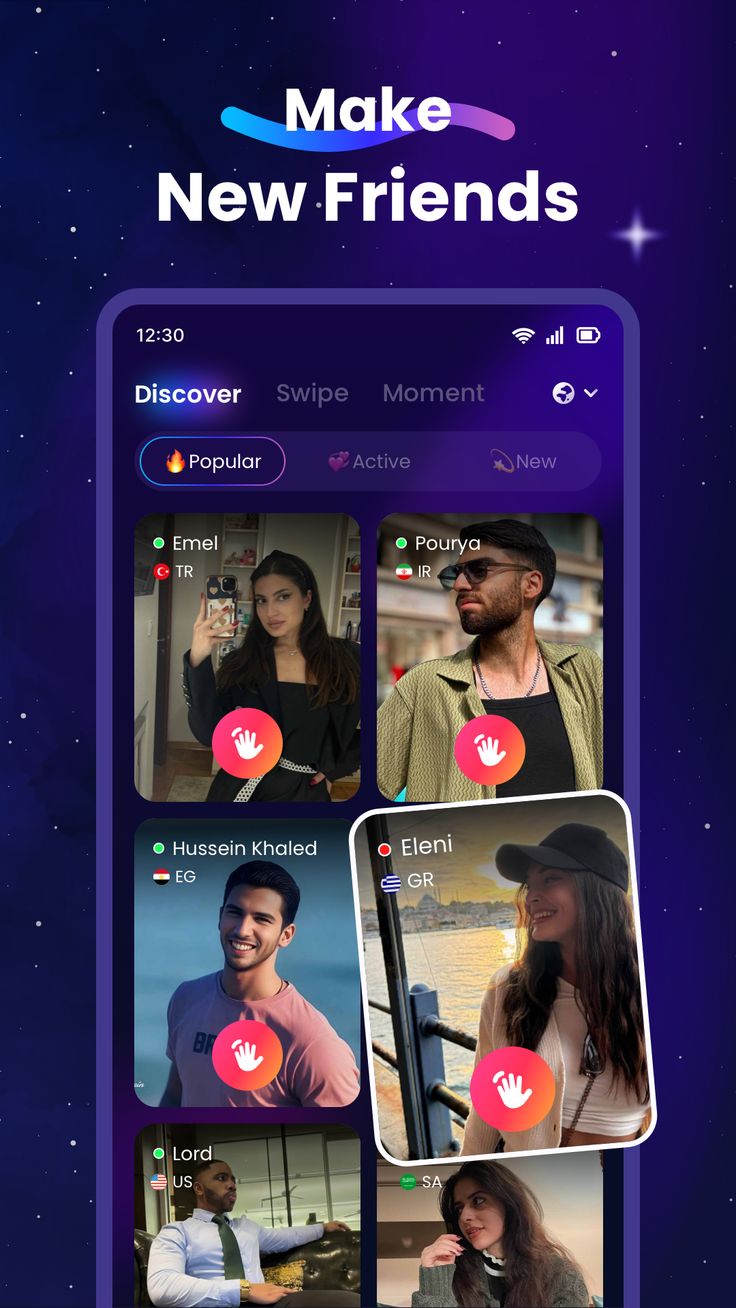 Make
New Friends
12:30
Discover Swipe Moment
🔥Popular 💞Active 💫New
Emel
TR
Pourya
IR
Hussein Khaled
EG
Eleni
GR
Lord
US
SA